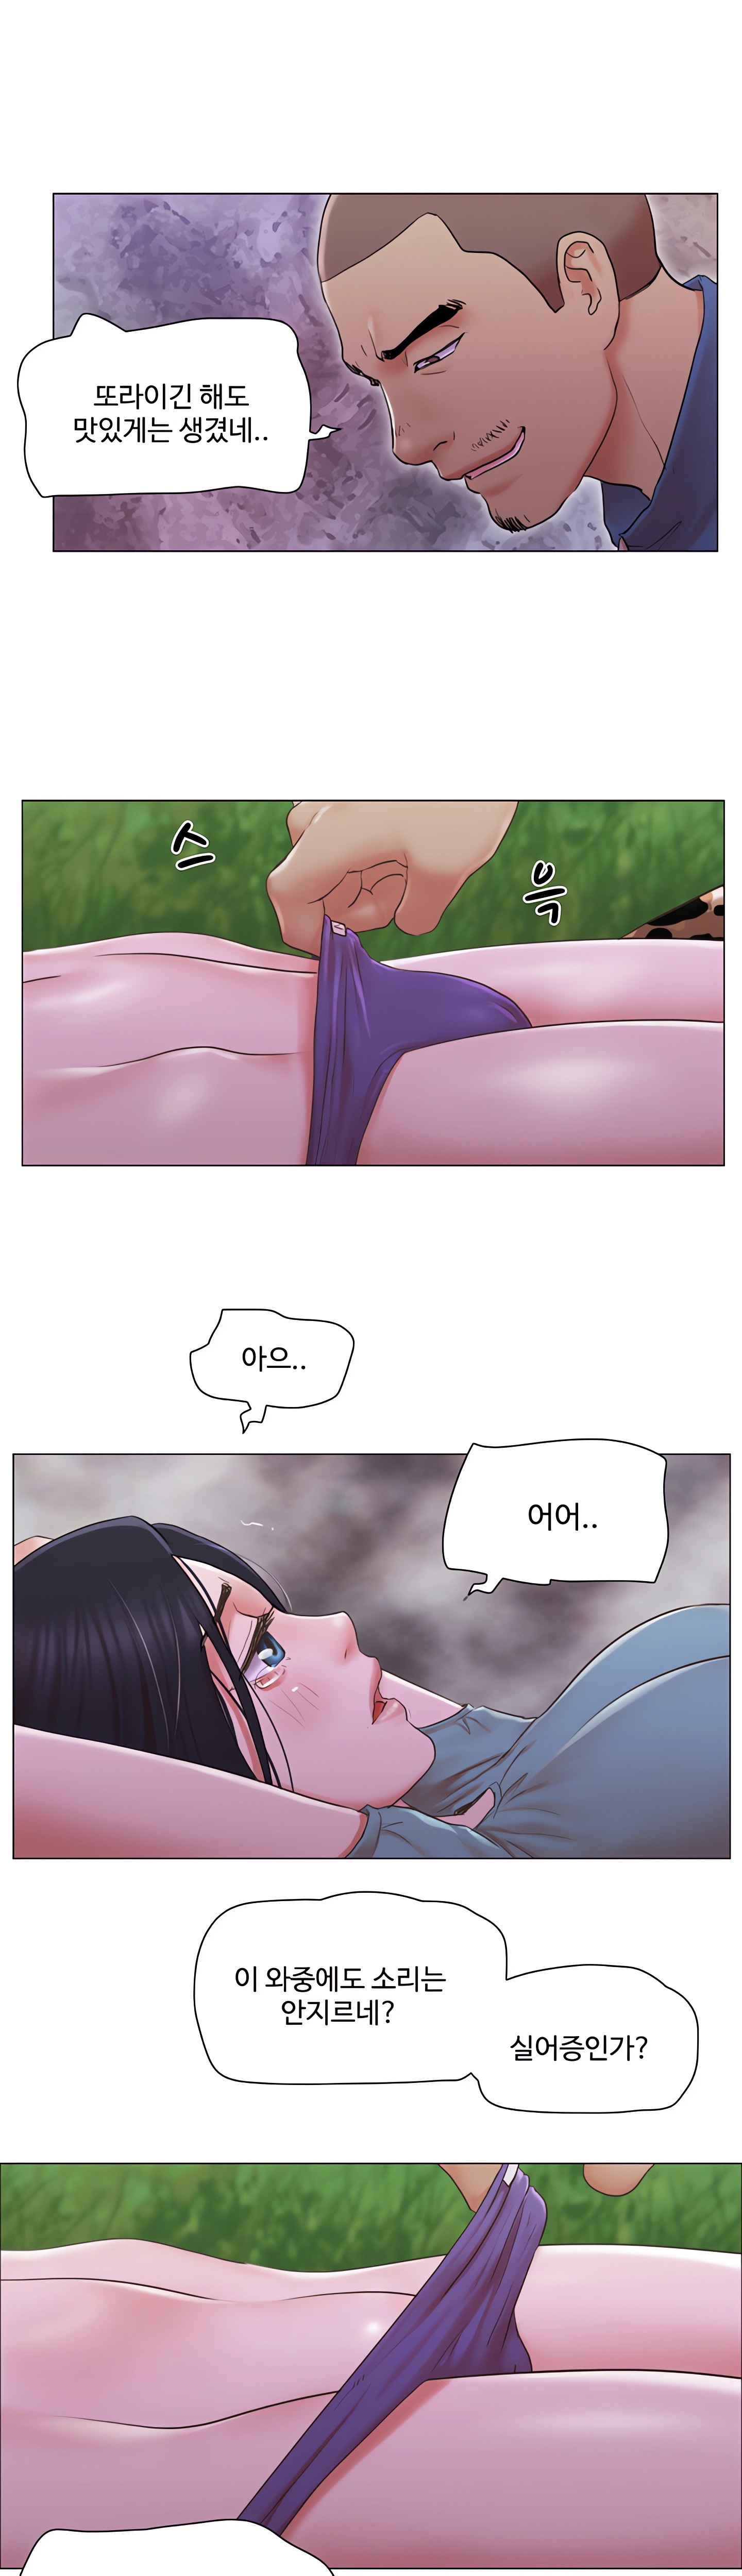 또라이긴 해도
맛있게는 생겼네..
스
윽
아으..
어어..
이 와중에도 소리는
안지르네?
실어증인가?